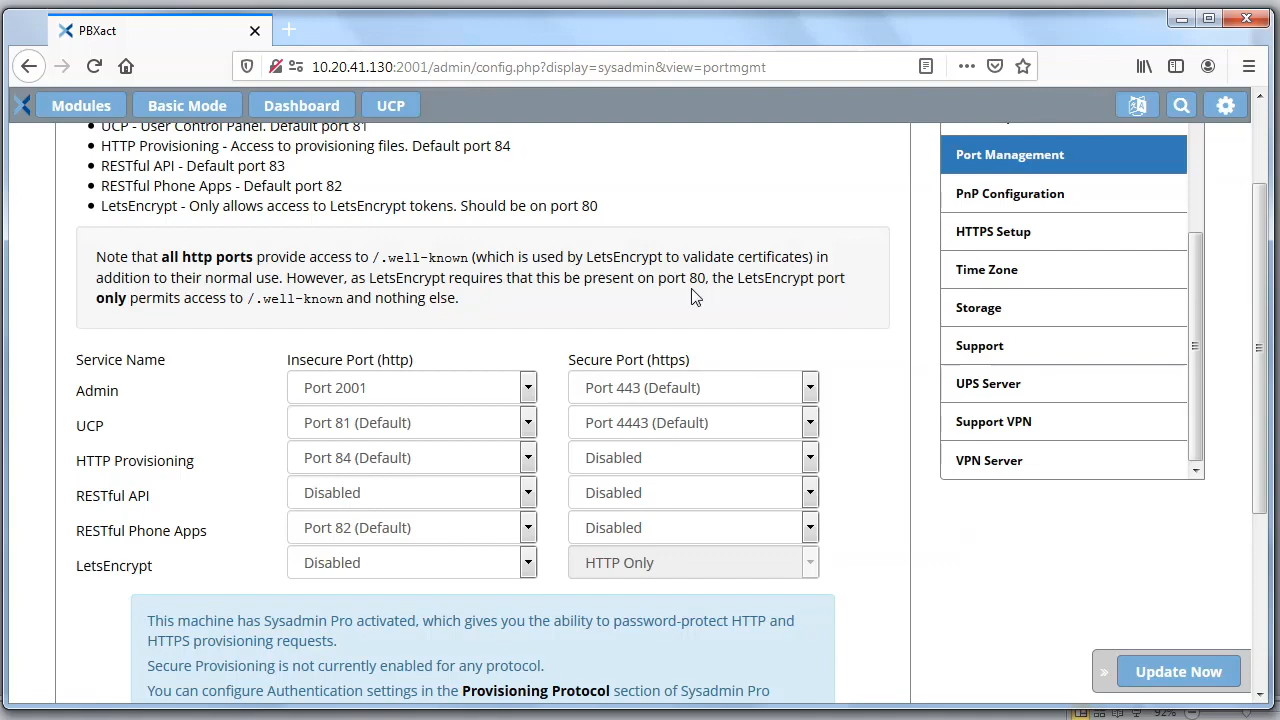 PBXact
10.20.41.130:2001/admin/config.php?display=sysadmin&view=portmgmt
Modules
Basic Mode
Dashboard
UCP
UCP - User Control Panel. Default port 81
HTTP Provisioning - Access to provisioning files. Default port 84
RESTful API - Default port 83
RESTful Phone Apps - Default port 82
LetsEncrypt - Only allows access to LetsEncrypt tokens. Should be on port 80
Note that all http ports provide access to /.well-known (which is used by LetsEncrypt to validate certificates) in
addition to their normal use. However, as LetsEncrypt requires that this be present on port 80, the LetsEncrypt port
only permits access to /.well-known and nothing else.
Service Name Insecure Port (http) Secure Port (https)
Admin Port 2001 Port 443 (Default)
UCP Port 81 (Default) Port 4443 (Default)
HTTP Provisioning Port 84 (Default) Disabled
RESTful API Disabled Disabled
RESTful Phone Apps Port 82 (Default) Disabled
LetsEncrypt Disabled HTTP Only
This machine has Sysadmin Pro activated, which gives you the ability to password-protect HTTP and
HTTPS provisioning requests.
Secure Provisioning is not currently enabled for any protocol.
You can configure Authentication settings in the Provisioning Protocol section of Sysadmin Pro
Port Management
PnP Configuration
HTTPS Setup
Time Zone
Storage
Support
UPS Server
Support VPN
VPN Server
» Update Now
92%